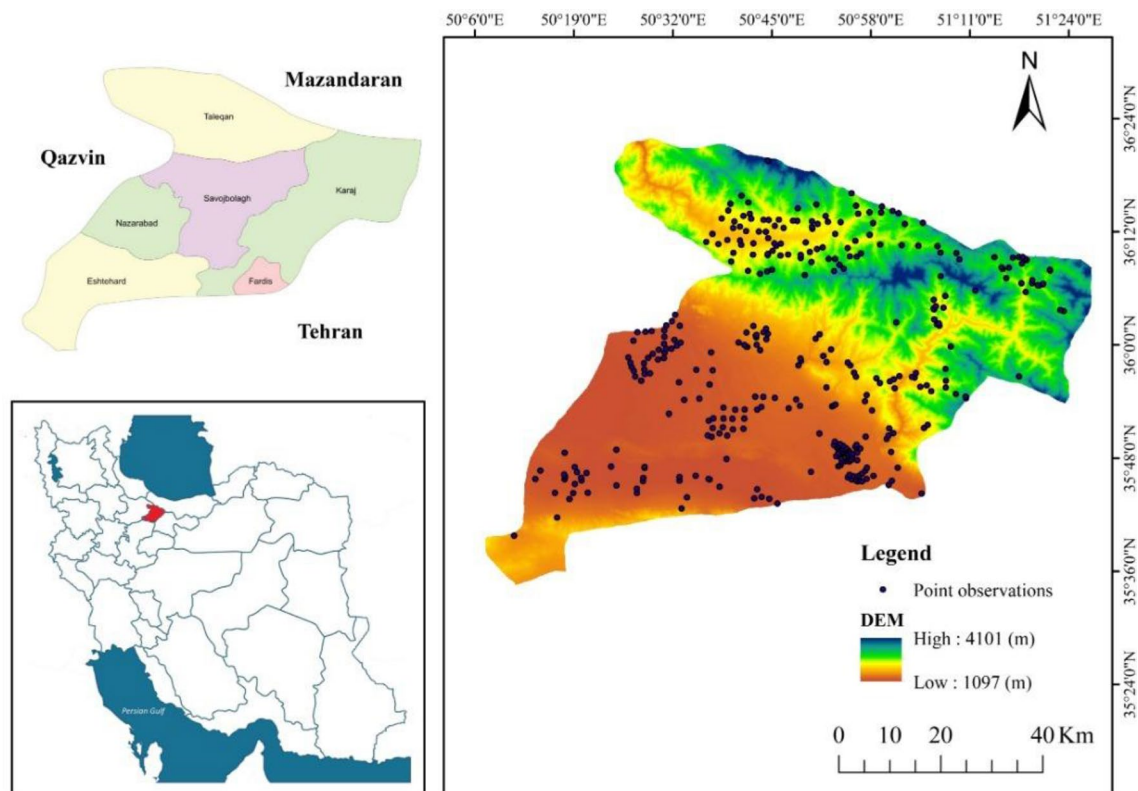 Mazandaran
Taleqan
Qazvin
Savojbolagh
Karaj
Nazarabad
Eshtehard
Fardis
Tehran
Persian Gulf
50°6'0"E 50°19'0"E 50°32'0"E 50°45'0"E 50°58'0"E 51°11'0"E 51°24'0"E
N
36°24'0"N
36°12'0"N
36°0'0"N
35°48'0"N
35°36'0"N
35°24'0"N
Legend
Point observations
DEM
High : 4101 (m)
Low : 1097 (m)
0 10 20 40 Km